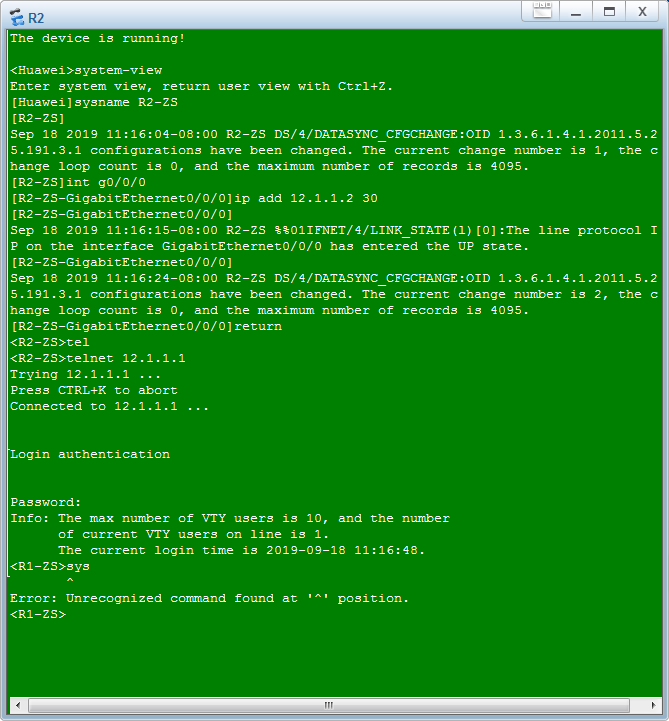 R2
The device is running!
<Huawei>system-view
Enter system view, return user view with Ctrl+Z.
[Huawei]sysname R2-ZS
[R2-ZS]
Sep 18 2019 11:16:04-08:00 R2-ZS DS/4/DATASYNC_CFGCHANGE:OID 1.3.6.1.4.1.2011.5.2
5.191.3.1 configurations have been changed. The current change number is 1, the c
hange loop count is 0, and the maximum number of records is 4095.
[R2-ZS]int g0/0/0
[R2-ZS-GigabitEthernet0/0/0]ip add 12.1.1.2 30
[R2-ZS-GigabitEthernet0/0/0]
Sep 18 2019 11:16:15-08:00 R2-ZS %%01IFNET/4/LINK_STATE(l)[0]:The line protocol I
P on the interface GigabitEthernet0/0/0 has entered the UP state.
[R2-ZS-GigabitEthernet0/0/0]
Sep 18 2019 11:16:24-08:00 R2-ZS DS/4/DATASYNC_CFGCHANGE:OID 1.3.6.1.4.1.2011.5.2
5.191.3.1 configurations have been changed. The current change number is 2, the c
hange loop count is 0, and the maximum number of records is 4095.
[R2-ZS-GigabitEthernet0/0/0]return
<R2-ZS>tel
<R2-ZS>telnet 12.1.1.1
Trying 12.1.1.1 ...
Press CTRL+K to abort
Connected to 12.1.1.1 ...
Login authentication
Password:
Info: The max number of VTY users is 10, and the number
of current VTY users on line is 1.
The current login time is 2019-09-18 11:16:48.
<R1-ZS>sys
^
Error: Unrecognized command found at '^' position.
<R1-ZS>